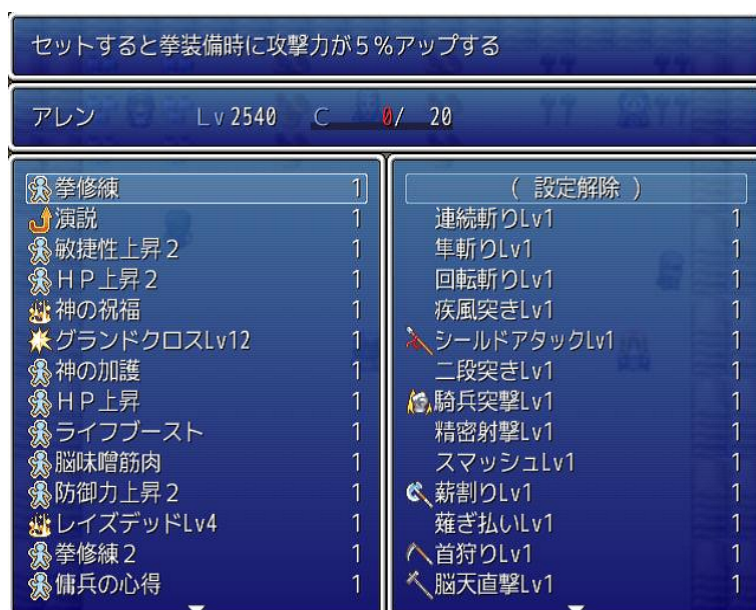 セットすると拳装備時に攻撃力が５％アップする
アレン Lv 2540 C 0/ 20
拳修練 1
演説 1
敏捷性上昇２ 1
ＨＰ上昇２ 1
神の祝福 1
グランドクロスLv12 1
神の加護 1
ＨＰ上昇 1
ライフブースト 1
脳味噌筋肉 1
防御力上昇２ 1
レイズデッドLv4 1
拳修練２ 1
傭兵の心得 1
( 設定解除 )
連続斬りLv1 1
隼斬りLv1 1
回転斬りLv1 1
疾風突きLv1 1
シールドアタックLv1 1
二段突きLv1 1
騎兵突撃Lv1 1
精密射撃Lv1 1
スマッシュLv1 1
薪割りLv1 1
薙ぎ払いLv1 1
首狩りLv1 1
脳天直撃Lv1 1